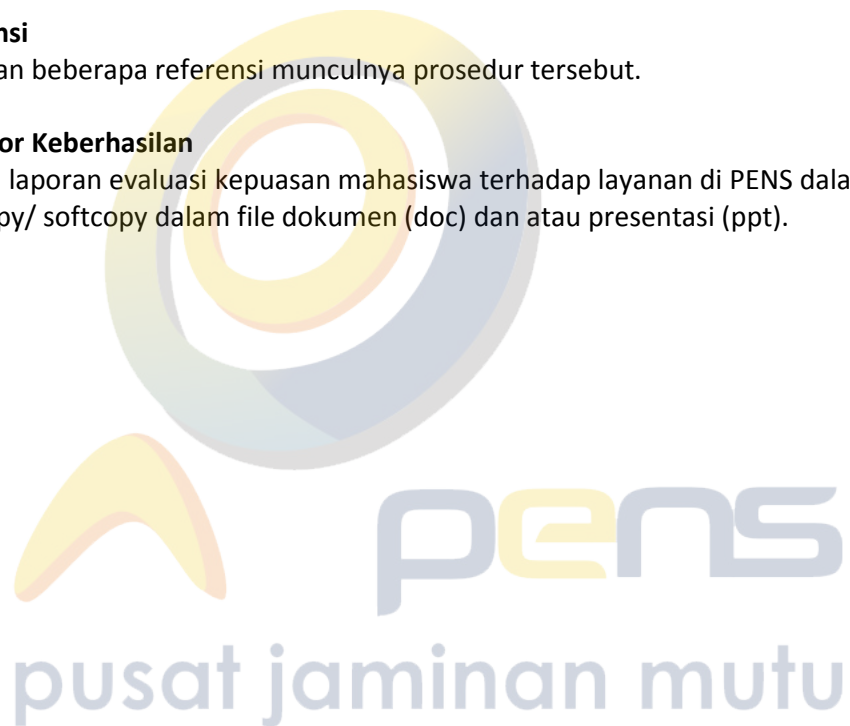 nsi
an beberapa referensi munculnya prosedur tersebut.
or Keberhasilan
laporan evaluasi kepuasan mahasiswa terhadap layanan di PENS dala
py/ softcopy dalam file dokumen (doc) dan atau presentasi (ppt).
pens
pusat jaminan mutu